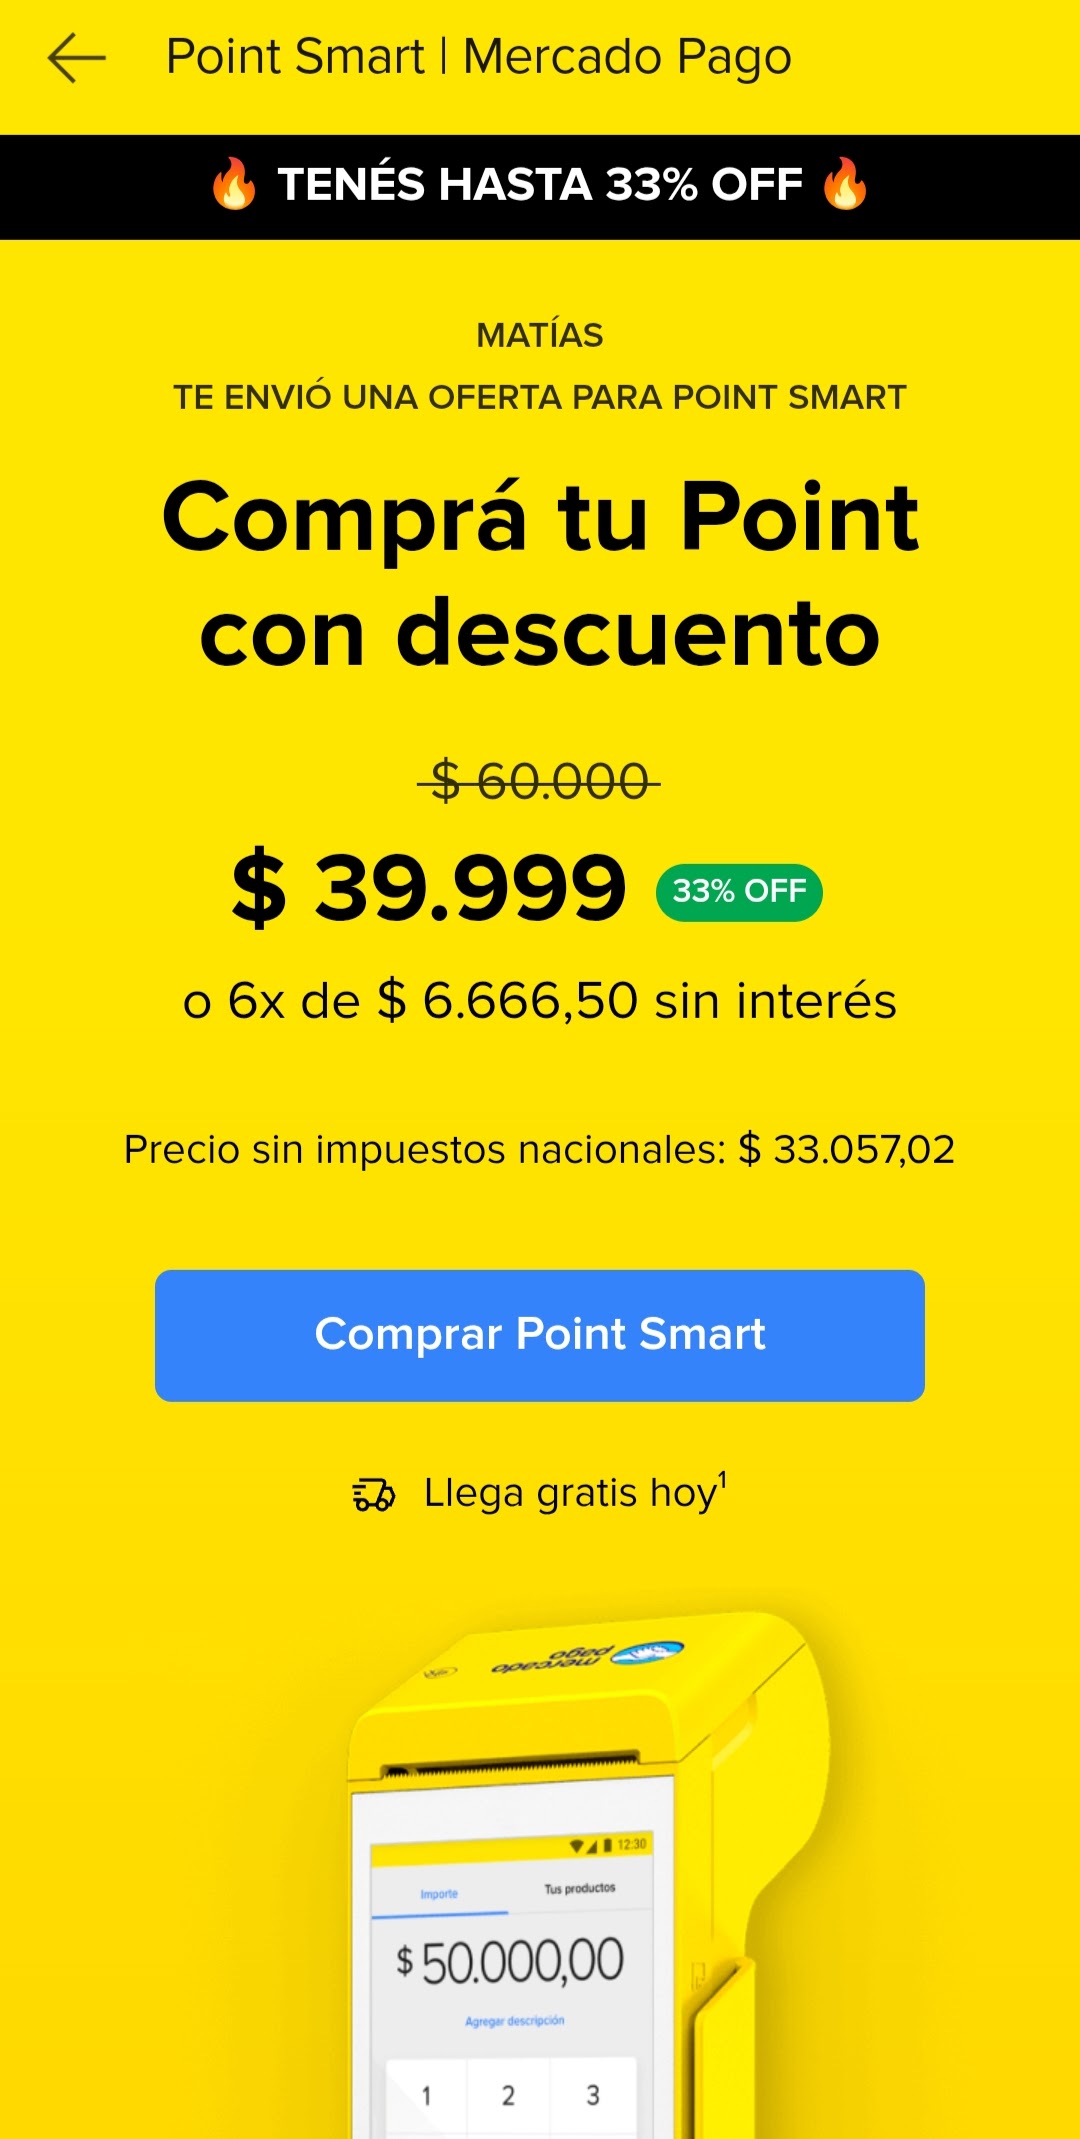 Point Smart | Mercado Pago
🔥 TENÉS HASTA 33% OFF 🔥
MATÍAS
TE ENVIÓ UNA OFERTA PARA POINT SMART
Comprá tu Point
con descuento
$ 60.000
$ 39.999 33% OFF
o 6x de $ 6.666,50 sin interés
Precio sin impuestos nacionales: $ 33.057,02
Comprar Point Smart
Llega gratis hoy¹
mercado
pago
12:30
Importe Tus productos
$ 50.000,00
Agregar descripción
1 2 3